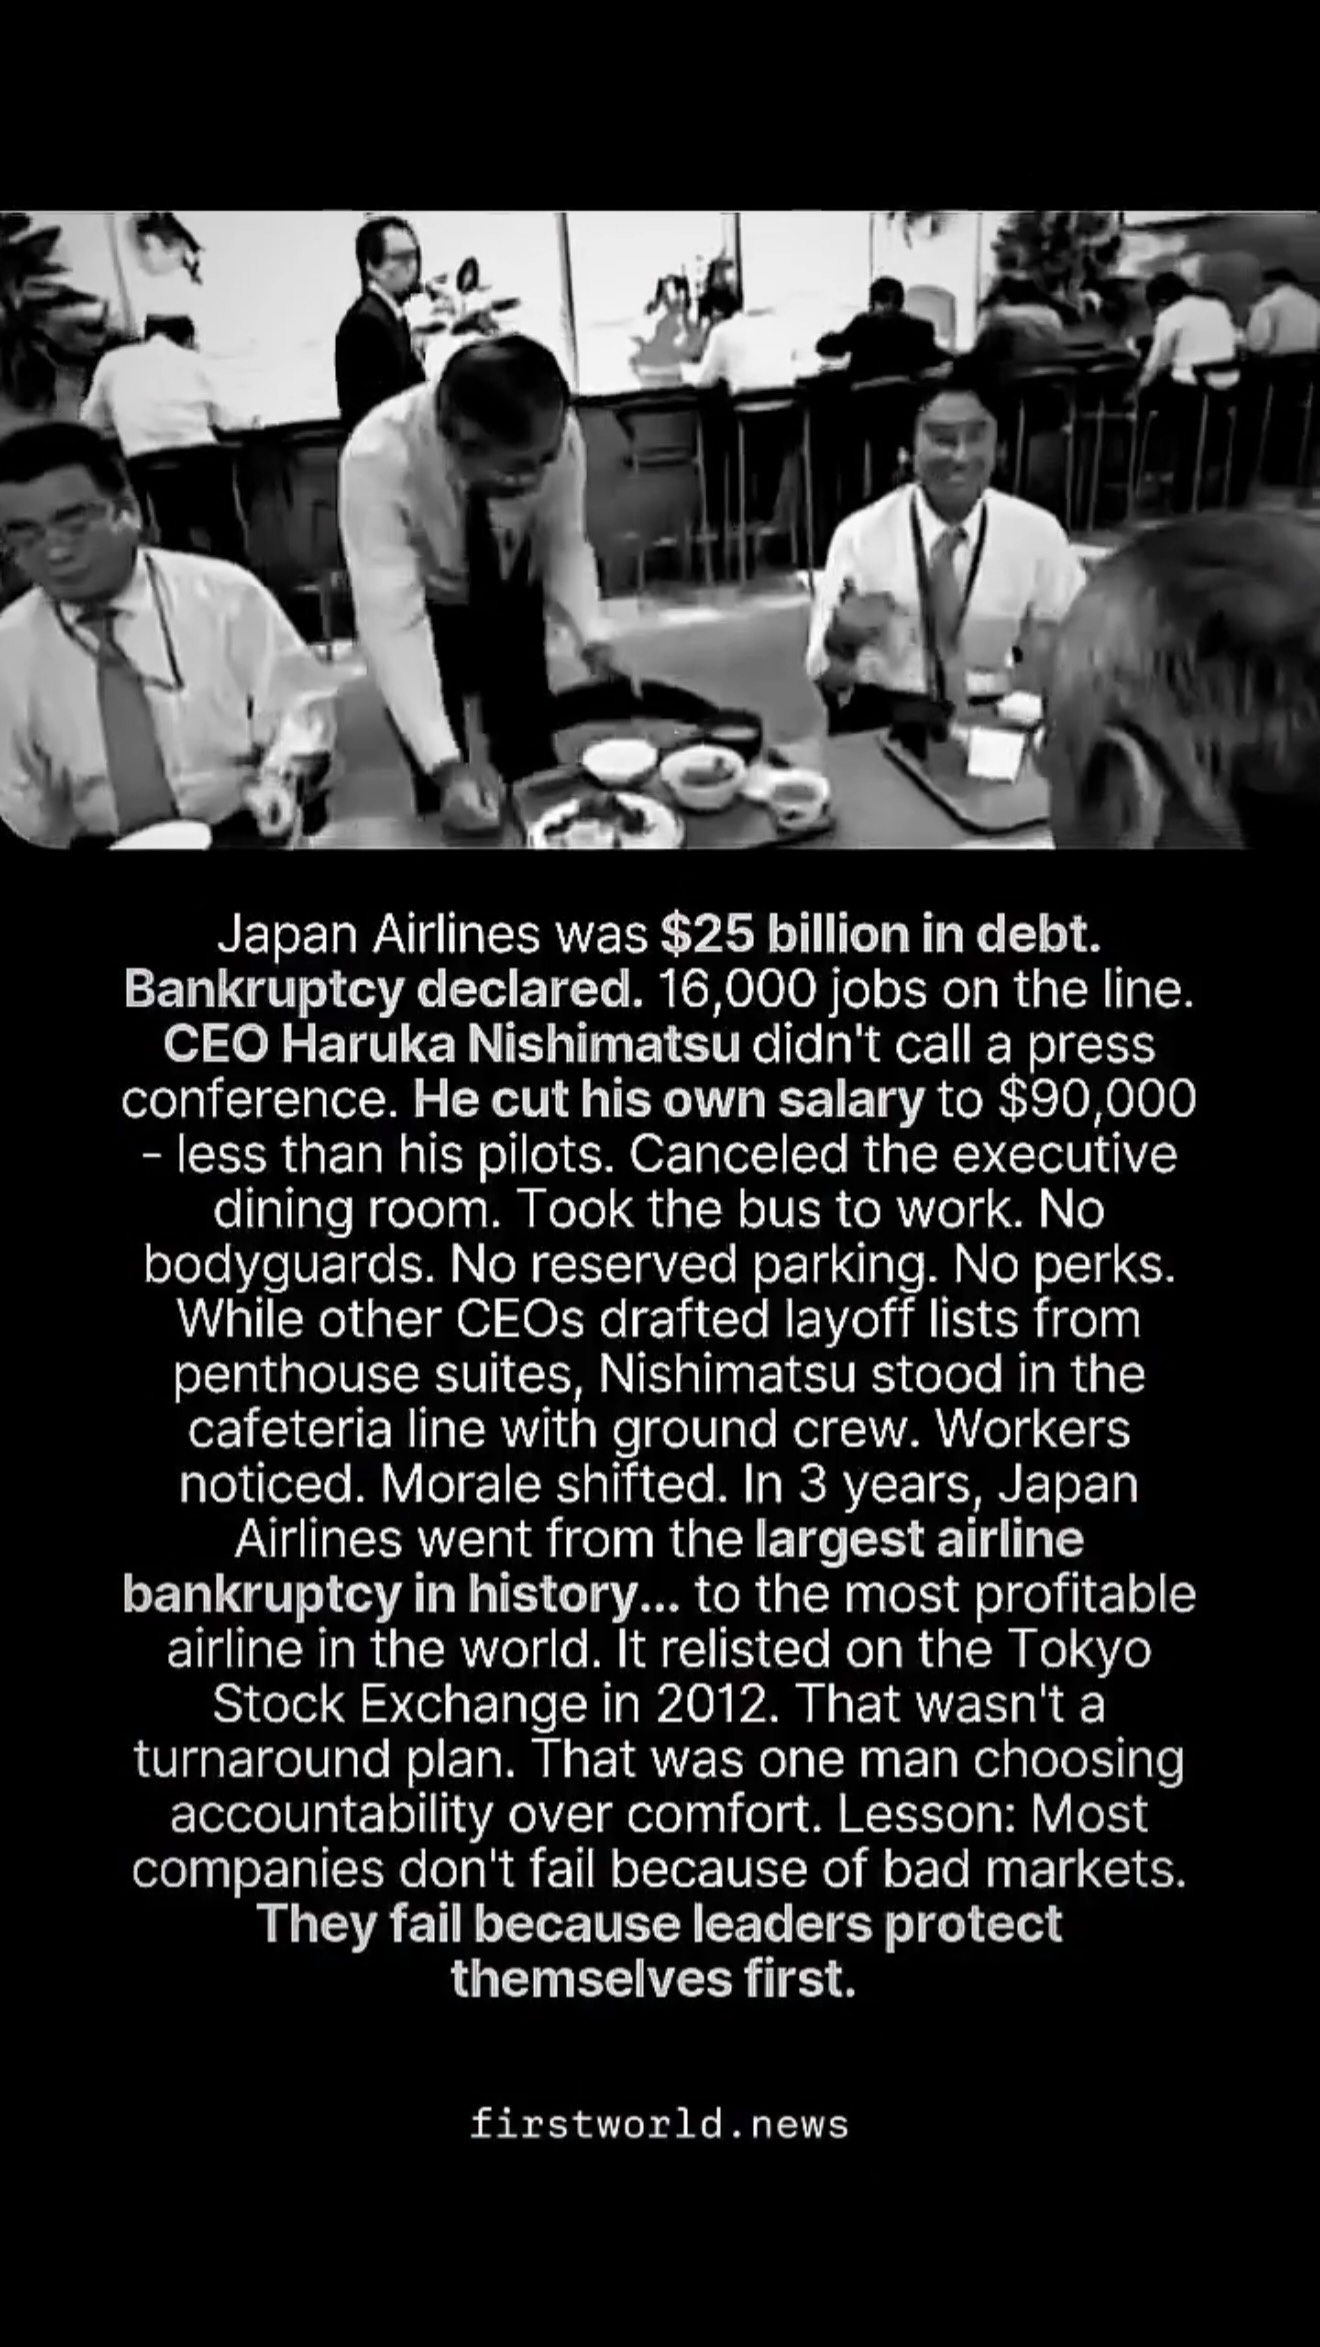 Japan Airlines was $25 billion in debt.
Bankruptcy declared. 16,000 jobs on the line.
CEO Haruka Nishimatsu didn't call a press
conference. He cut his own salary to $90,000
- less than his pilots. Canceled the executive
dining room. Took the bus to work. No
bodyguards. No reserved parking. No perks.
While other CEOs drafted layoff lists from
penthouse suites, Nishimatsu stood in the
cafeteria line with ground crew. Workers
noticed. Morale shifted. In 3 years, Japan
Airlines went from the largest airline
bankruptcy in history... to the most profitable
airline in the world. It relisted on the Tokyo
Stock Exchange in 2012. That wasn't a
turnaround plan. That was one man choosing
accountability over comfort. Lesson: Most
companies don't fail because of bad markets.
They fail because leaders protect
themselves first.
firstworld.news